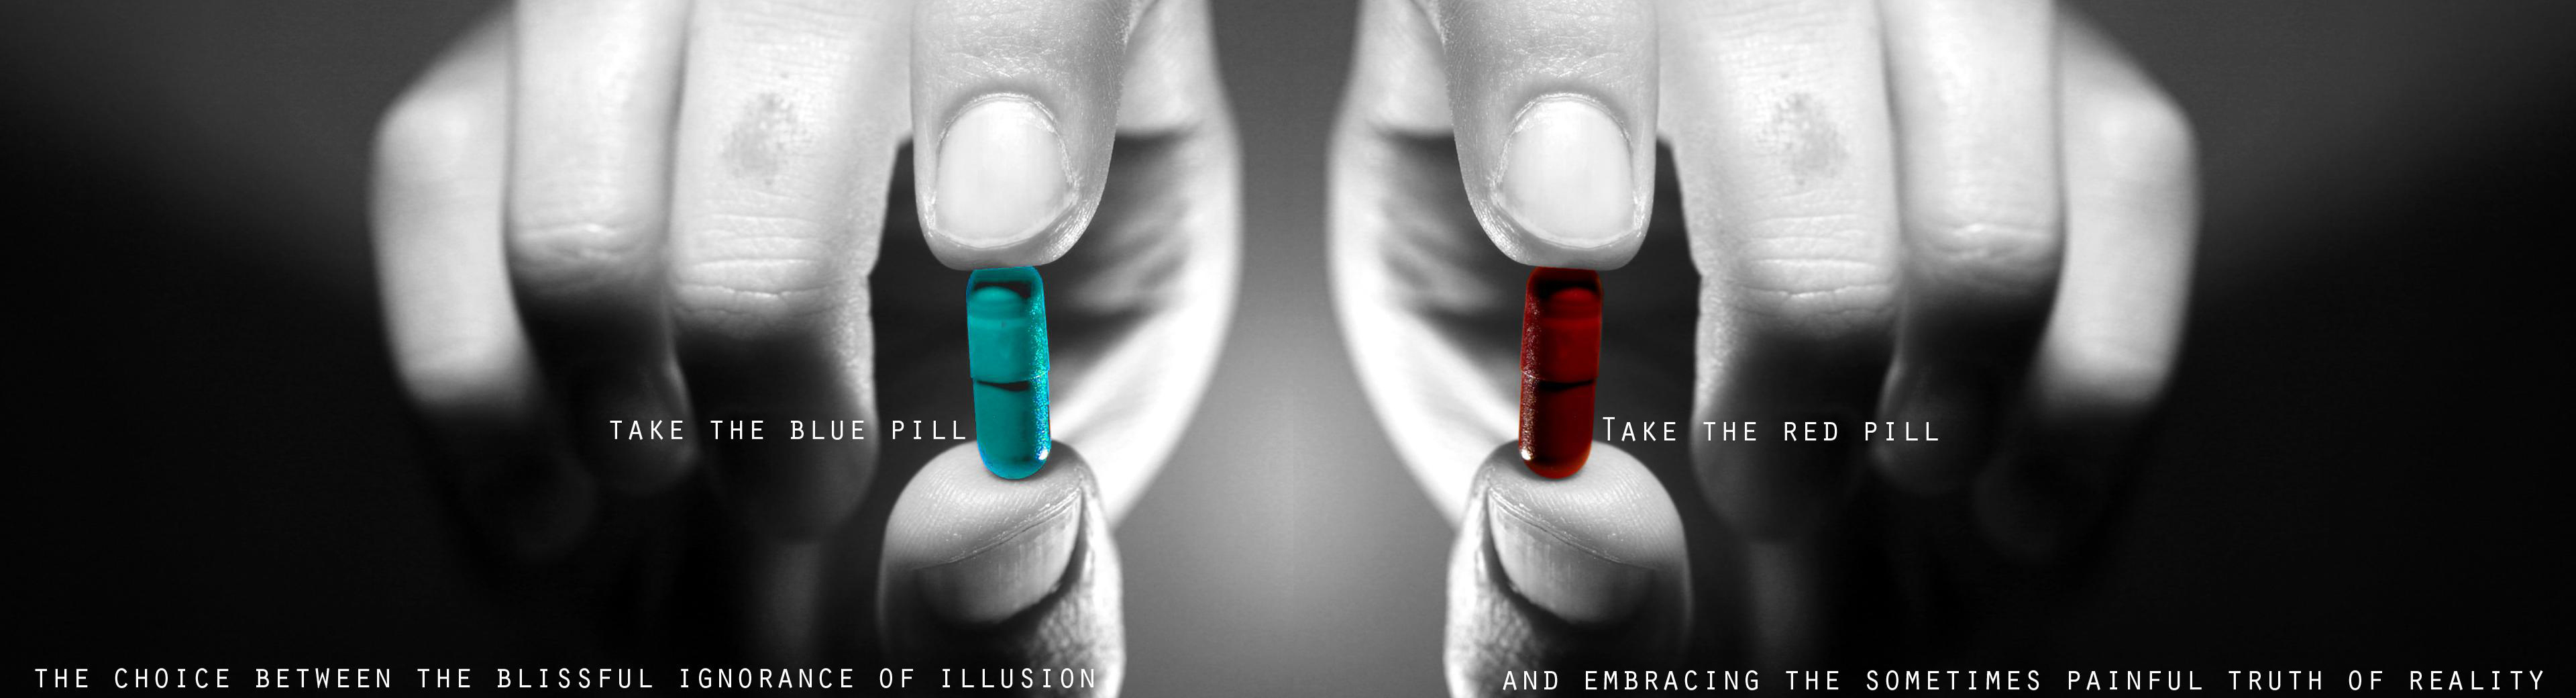 TAKE THE BLUE PILL
TAKE THE RED PILL
THE CHOICE BETWEEN THE BLISSFUL IGNORANCE OF ILLUSION
AND EMBRACING THE SOMETIMES PAINFUL TRUTH OF REALITY